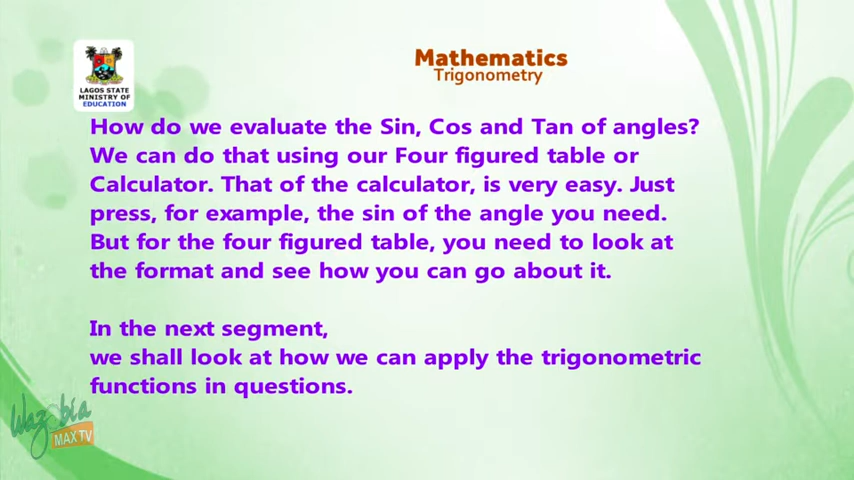 Mathematics
Trigonometry
LAGOS STATE
MINISTRY OF
EDUCATION
How do we evaluate the Sin, Cos and Tan of angles?
We can do that using our Four figured table or
Calculator. That of the calculator, is very easy. Just
press, for example, the sin of the angle you need.
But for the four figured table, you need to look at
the format and see how you can go about it.
In the next segment,
we shall look at how we can apply the trigonometric
functions in questions.
Wazobia
MAX TV